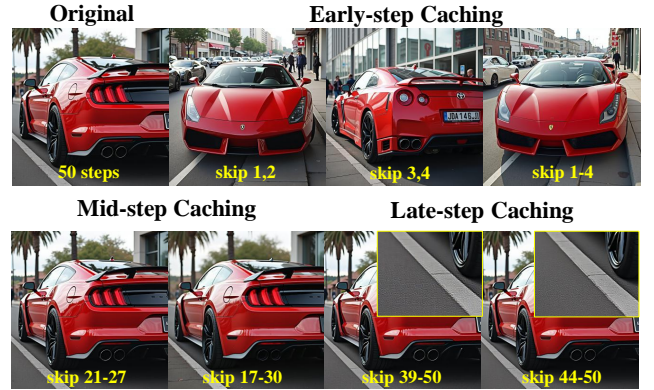 Original
Early-step Caching
50 steps
skip 1,2
skip 3,4
skip 1-4
Mid-step Caching
Late-step Caching
skip 21-27
skip 17-30
skip 39-50
skip 44-50